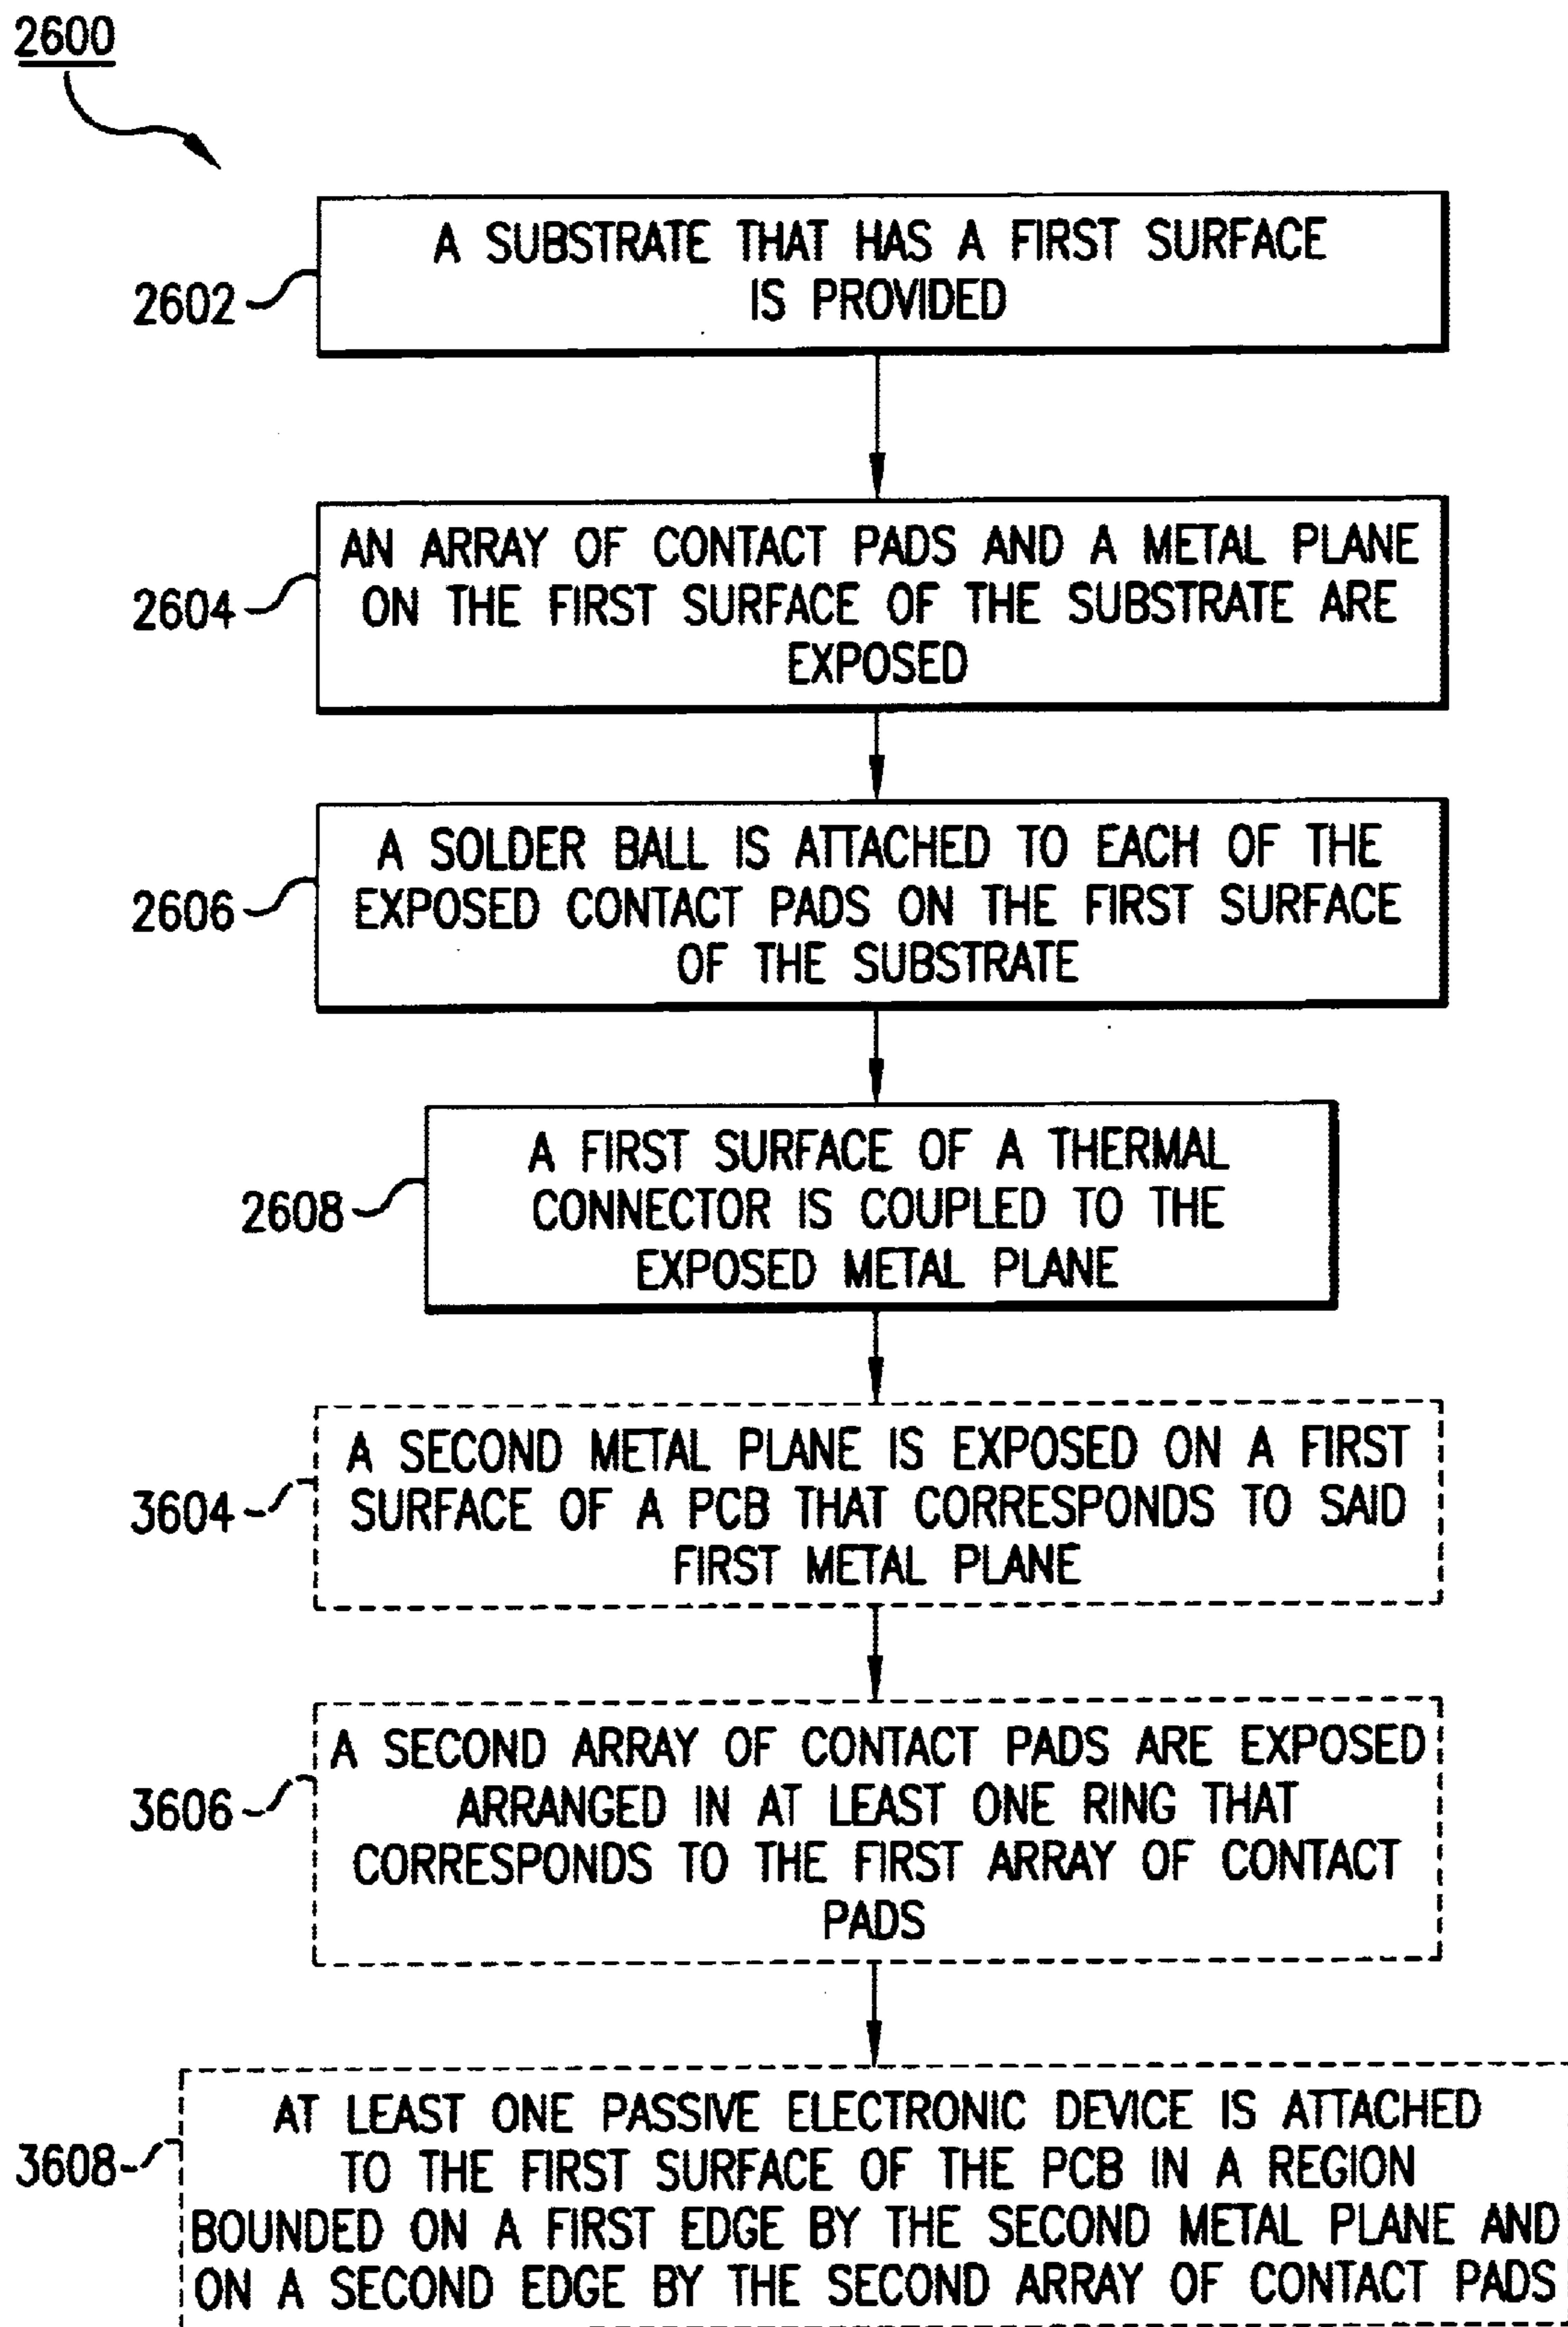 2600
A SUBSTRATE THAT HAS A FIRST SURFACE
IS PROVIDED
2602
AN ARRAY OF CONTACT PADS AND A METAL PLANE
ON THE FIRST SURFACE OF THE SUBSTRATE ARE
EXPOSED
2604
A SOLDER BALL IS ATTACHED TO EACH OF THE
EXPOSED CONTACT PADS ON THE FIRST SURFACE
OF THE SUBSTRATE
2606
A FIRST SURFACE OF A THERMAL
CONNECTOR IS COUPLED TO THE
EXPOSED METAL PLANE
2608
A SECOND METAL PLANE IS EXPOSED ON A FIRST
SURFACE OF A PCB THAT CORRESPONDS TO SAID
FIRST METAL PLANE
3604
A SECOND ARRAY OF CONTACT PADS ARE EXPOSED
ARRANGED IN AT LEAST ONE RING THAT
CORRESPONDS TO THE FIRST ARRAY OF CONTACT
PADS
3606
AT LEAST ONE PASSIVE ELECTRONIC DEVICE IS ATTACHED
TO THE FIRST SURFACE OF THE PCB IN A REGION
BOUNDED ON A FIRST EDGE BY THE SECOND METAL PLANE AND
ON A SECOND EDGE BY THE SECOND ARRAY OF CONTACT PADS
3608